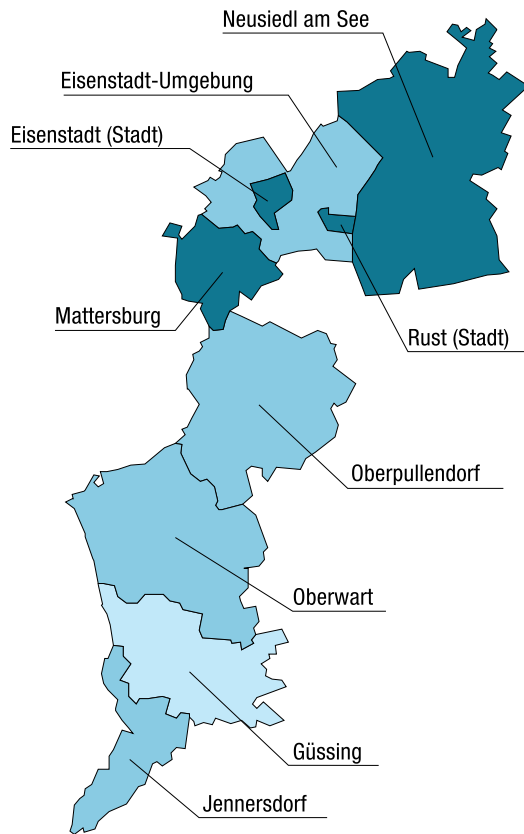 Neusiedl am See
Eisenstadt-Umgebung
Eisenstadt (Stadt)
Mattersburg
Rust (Stadt)
Oberpullendorf
Oberwart
Güssing
Jennersdorf